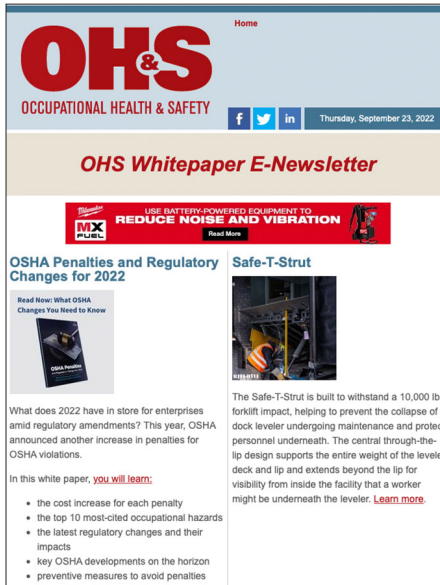 Home
OH&S
OCCUPATIONAL HEALTH & SAFETY
Thursday, September 23, 2022
OHS Whitepaper E-Newsletter
Milwaukee
MX
FUEL
USE BATTERY-POWERED EQUIPMENT TO
REDUCE NOISE AND VIBRATION
Read More
OSHA Penalties and Regulatory
Changes for 2022
Read Now: What OSHA
Changes You Need to Know
OSHA Penalties
What does 2022 have in store for enterprises
amid regulatory amendments? This year, OSHA
announced another increase in penalties for
OSHA violations.
In this white paper, you will learn:
• the cost increase for each penalty
• the top 10 most-cited occupational hazards
• the latest regulatory changes and their
impacts
• key OSHA developments on the horizon
• preventive measures to avoid penalties
Safe-T-Strut
The Safe-T-Strut is built to withstand a 10,000 lb
forklift impact, helping to prevent the collapse of
dock leveler undergoing maintenance and protec
personnel underneath. The central through-the-
lip design supports the entire weight of the levele
deck and lip and extends beyond the lip for
visibility from inside the facility that a worker
might be underneath the leveler. Learn more.